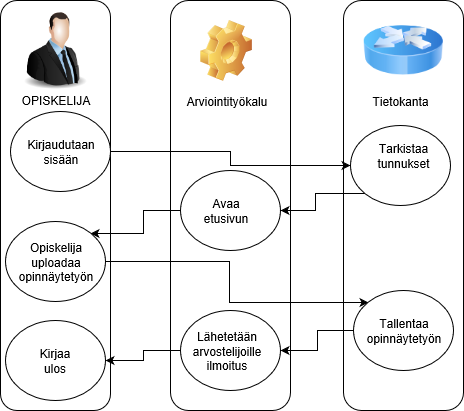 OPISKELIJA
Arviointityökalu
Tietokanta
Kirjaudutaan
sisään
Tarkistaa
tunnukset
Avaa
etusivun
Opiskelija
uploadaa
opinnäytetyön
Tallentaa
opinnäytetyön
Lähetetään
arvostelijoille
ilmoitus
Kirjaa
ulos